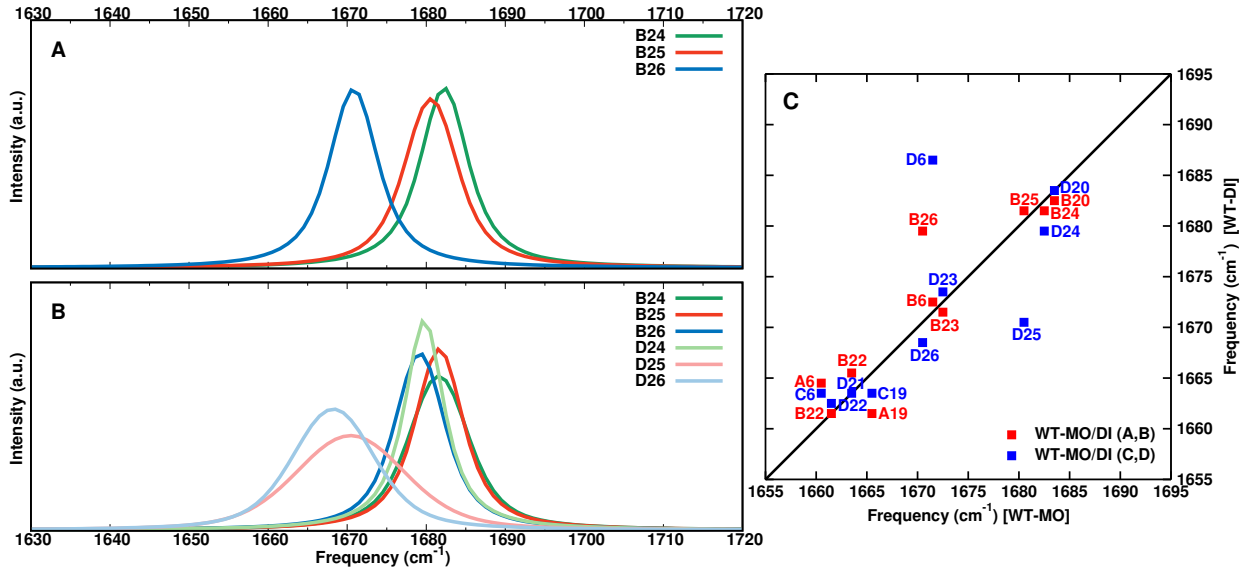 1630 1640 1650 1660 1670 1680 1690 1700 1710 1720
A
B24
B25
B26
Intensity (a.u.)
B
B24
B25
B26
D24
D25
D26
Intensity (a.u.)
1630 1640 1650 1660 1670 1680 1690 1700 1710 1720
Frequency (cm⁻¹)
C
D6
B26
B25
D20
B20
B24
D24
D23
B6
B23
D25
D26
B22
A6
D21
C6
C19
D22
B22
A19
WT-MO/DI (A,B)
WT-MO/DI (C,D)
1695
1690
1685
1680
1675
1670
1665
1660
1655
Frequency (cm⁻¹) [WT-DI]
1655 1660 1665 1670 1675 1680 1685 1690 1695
Frequency (cm⁻¹) [WT-MO]